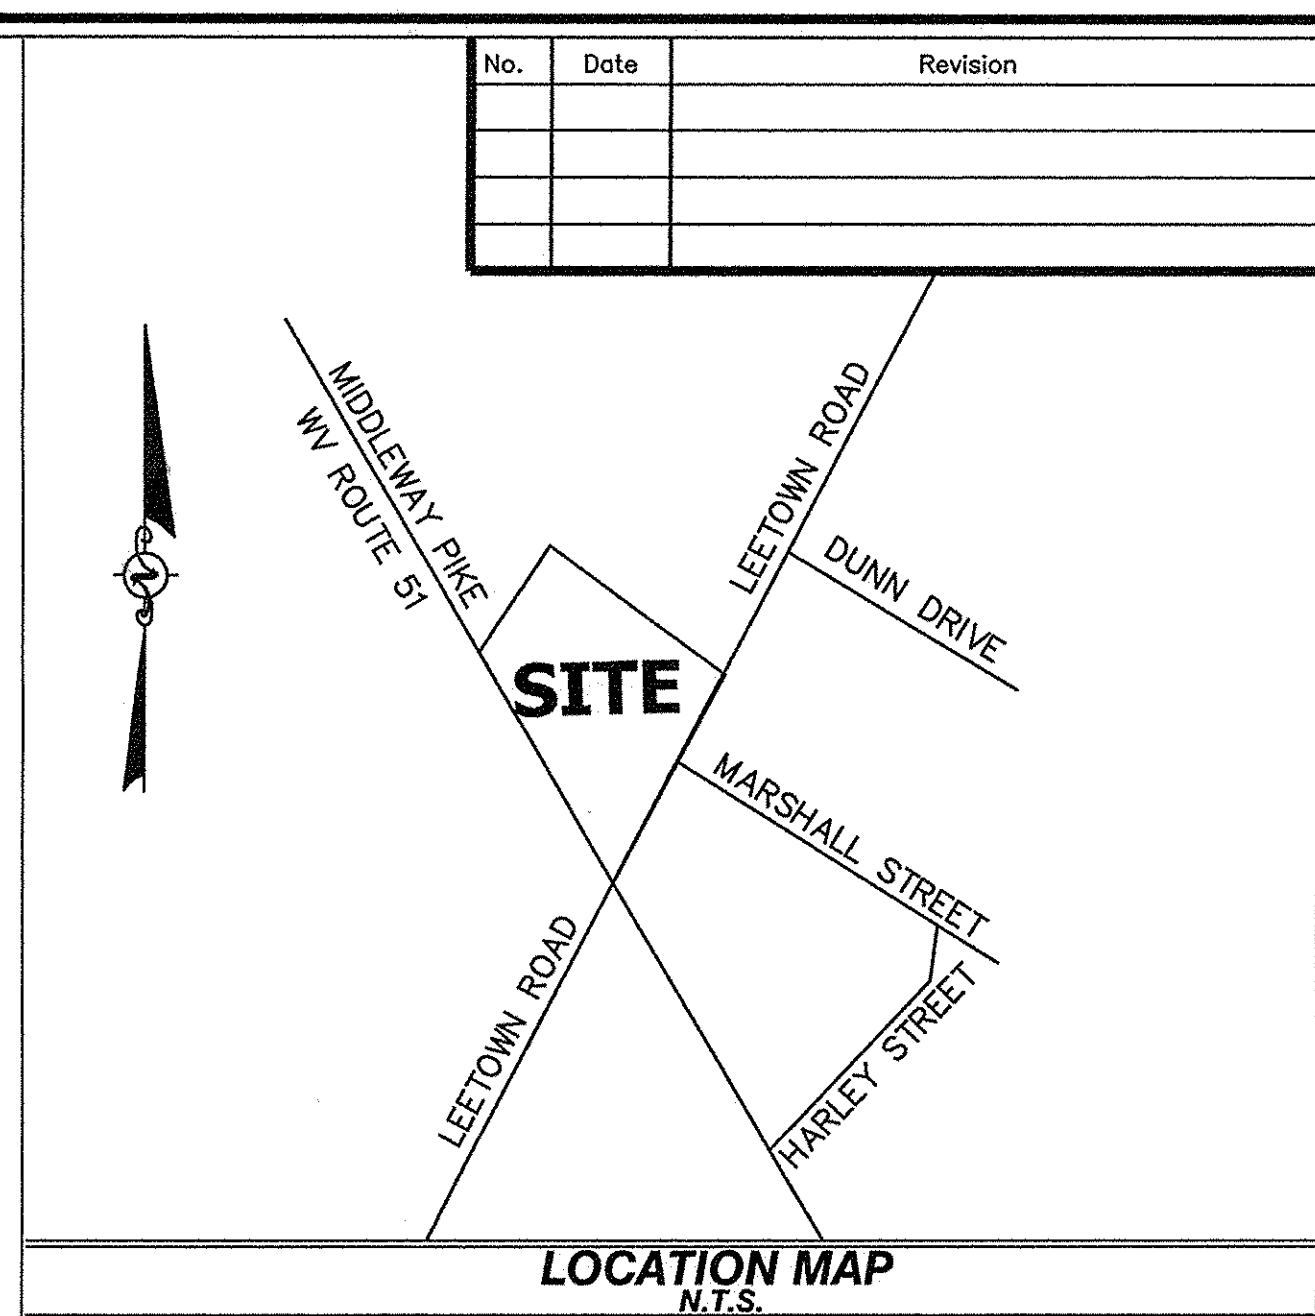 No. Date Revision
MIDDLEWAY PIKE
WV ROUTE 51
LEETOWN ROAD
DUNN DRIVE
N
SITE
MARSHALL STREET
LEETOWN ROAD
HARLEY STREET
LOCATION MAP
N.T.S.